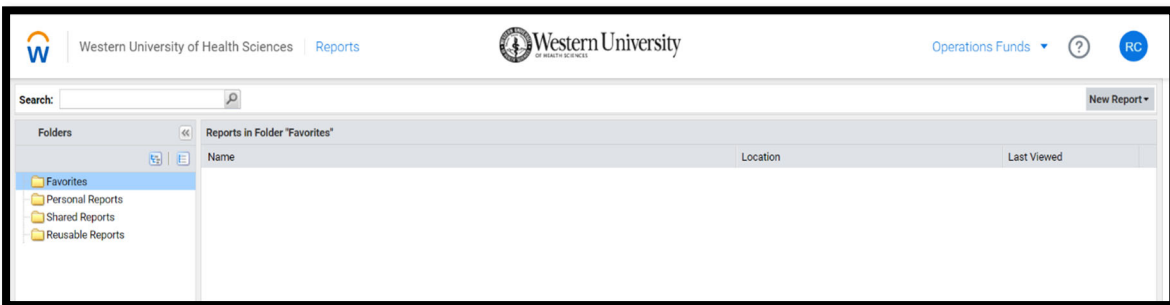 Western University of Health Sciences Reports Western University Operations Funds ? RC
OF HEALTH SCIENCES
Search: New Report
Folders Reports in Folder "Favorites"
Name Location Last Viewed
Favorites
Personal Reports
Shared Reports
Reusable Reports